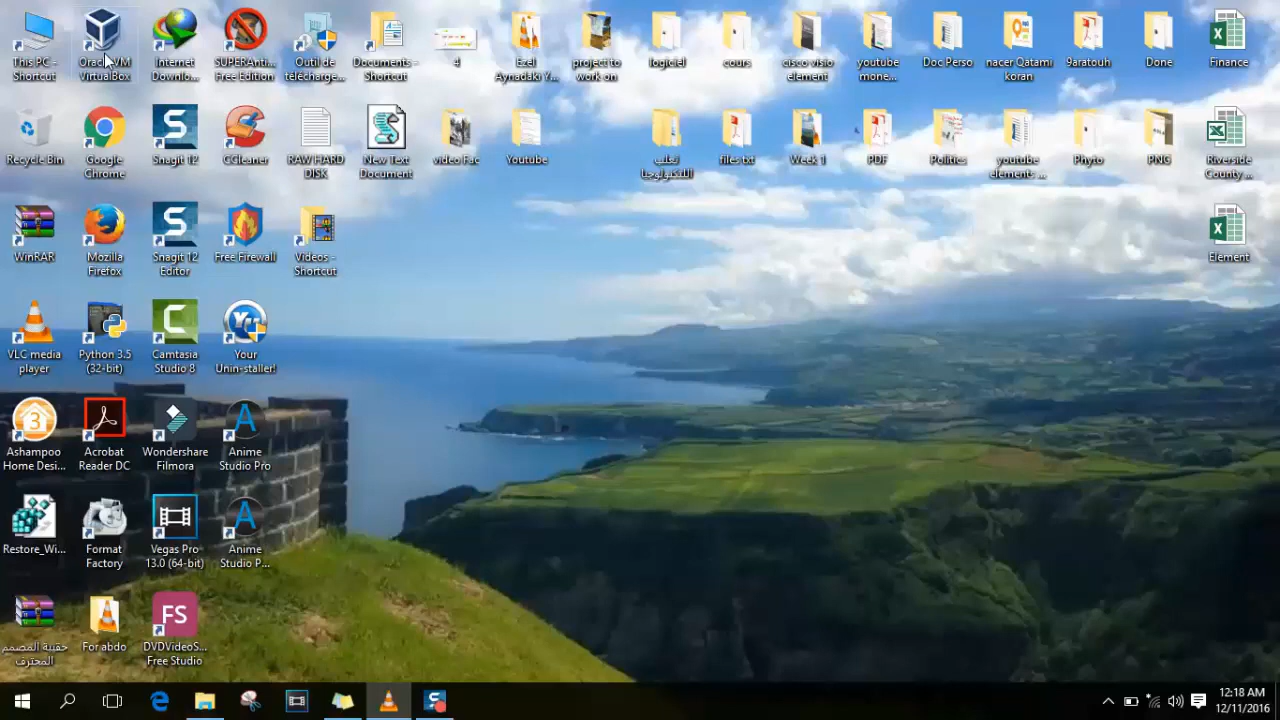 This PC -
Shortcut
Oracle VM
VirtualBox
Internet
Downlo...
SUPERAnti...
Free Edition
Outil de
télécharge...
Documents -
Shortcut
4
Ezel
Aynadaki Y...
project to
work on
logiciel
cours
cisco visio
element
youtube
mone...
Doc Perso
nacer Qatami
koran
9aratouh
Done
Finance
Recycle Bin
Google
Chrome
Snagit 12
CCleaner
RAW HARD
DISK
New Text
Document
video Fac
Youtube
files txt
Week 1
PDF
Politics
youtube
elements ...
Phyto
PNG
Riverside
County ...
WinRAR
Mozilla
Firefox
Snagit 12
Editor
Free Firewall
Videos -
Shortcut
Element
VLC media
player
Python 3.5
(32-bit)
Camtasia
Studio 8
Your
Unin-staller!
Ashampoo
Home Desi...
Acrobat
Reader DC
Wondershare
Filmora
Anime
Studio Pro
Restore_Wi...
Format
Factory
Vegas Pro
13.0 (64-bit)
Anime
Studio P...
حقيبة المصمم
المحترف
For abdo
FS
DVDVideoS...
Free Studio
12:18 AM
12/11/2016